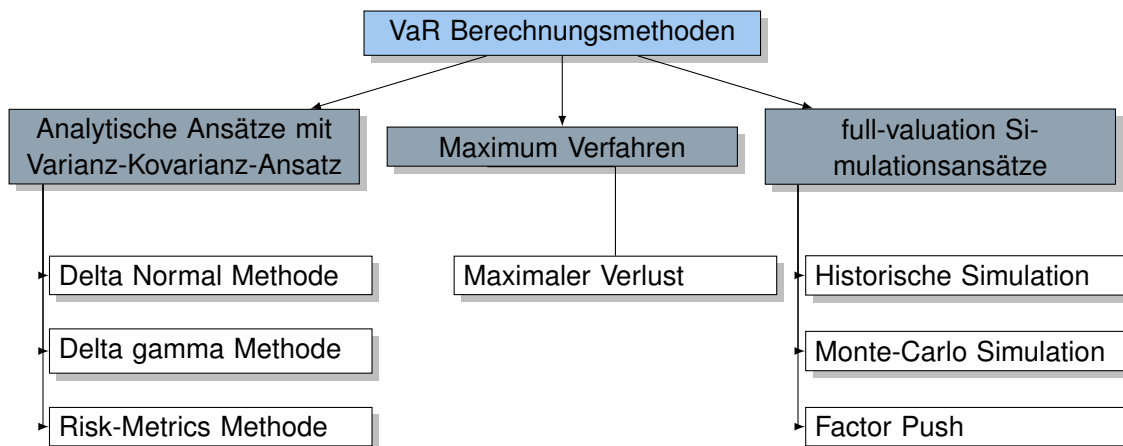 VaR Berechnungsmethoden
Analytische Ansätze mit
Varianz-Kovarianz-Ansatz
Maximum Verfahren
full-valuation Si-
mulationsansätze
Delta Normal Methode
Maximaler Verlust
Historische Simulation
Delta gamma Methode
Monte-Carlo Simulation
Risk-Metrics Methode
Factor Push